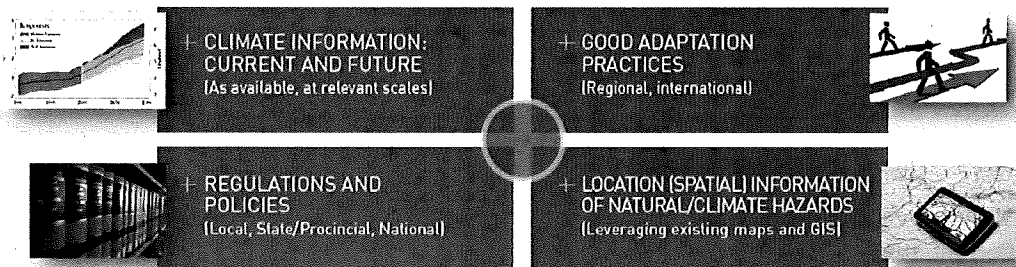 + CLIMATE INFORMATION:
CURRENT AND FUTURE
(As available, at relevant scales)
+ GOOD ADAPTATION
PRACTICES
(Regional, international)
+ REGULATIONS AND
POLICIES
(Local, State/Procincial, National)
+ LOCATION (SPATIAL) INFORMATION
OF NATURAL/CLIMATE HAZARDS
(Leveraging existing maps and GIS)